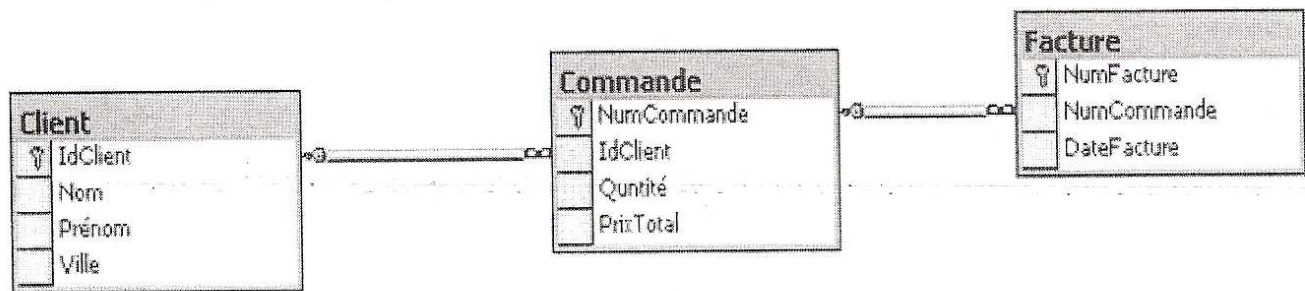 Client
IdClient
Nom
Prénom
Ville
Commande
NumCommande
IdClient
Quntité
PrixTotal
Facture
NumFacture
NumCommande
DateFacture